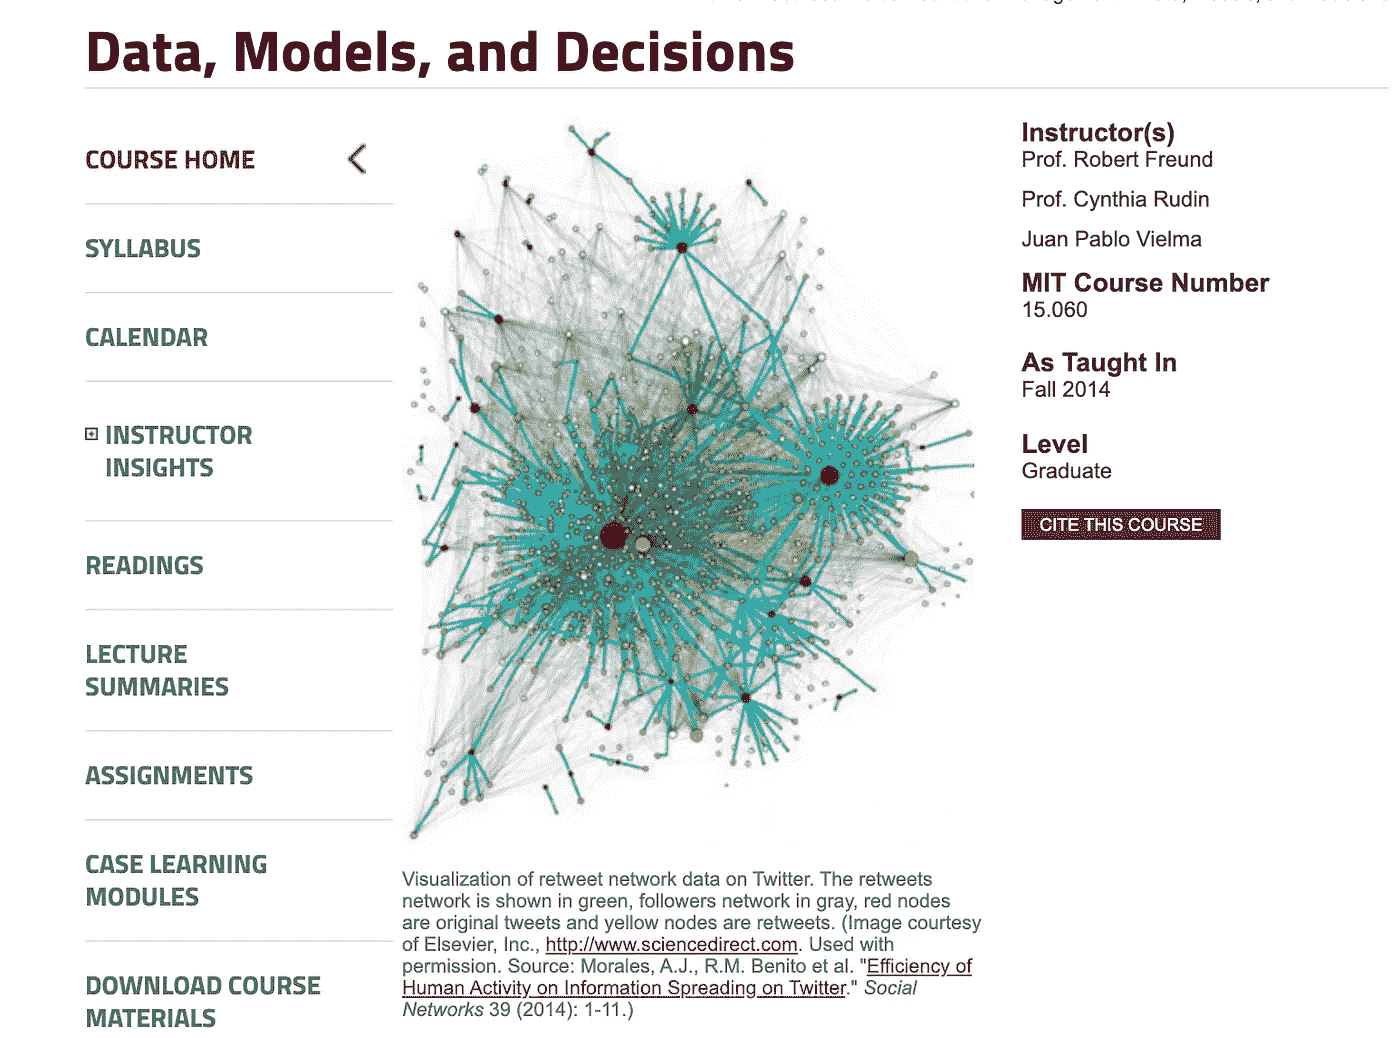 Data, Models, and Decisions
COURSE HOME
SYLLABUS
CALENDAR
INSTRUCTOR
INSIGHTS
READINGS
LECTURE
SUMMARIES
ASSIGNMENTS
CASE LEARNING
MODULES
DOWNLOAD COURSE
MATERIALS
Visualization of retweet network data on Twitter. The retweets
network is shown in green, followers network in gray, red nodes
are original tweets and yellow nodes are retweets. (Image courtesy
of Elsevier, Inc., http://www.sciencedirect.com. Used with
permission. Source: Morales, A.J., R.M. Benito et al. "Efficiency of
Human Activity on Information Spreading on Twitter." Social
Networks 39 (2014): 1-11.)
Instructor(s)
Prof. Robert Freund
Prof. Cynthia Rudin
Juan Pablo Vielma
MIT Course Number
15.060
As Taught In
Fall 2014
Level
Graduate
CITE THIS COURSE